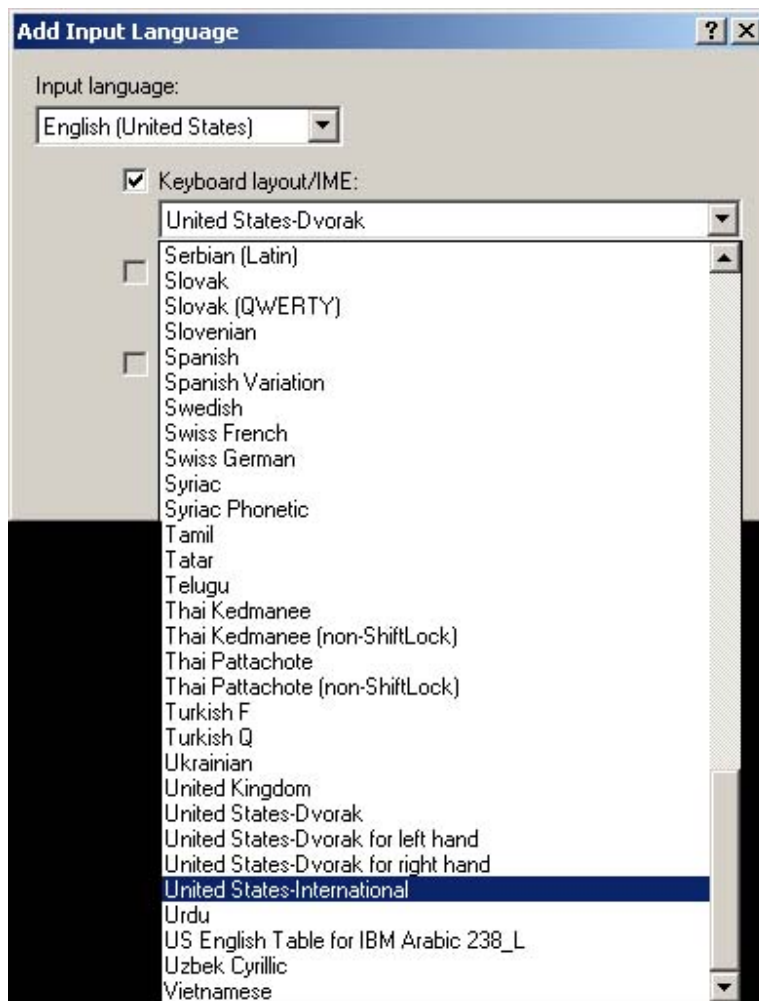 Add Input Language
Input language:
English (United States)
Keyboard layout/IME:
United States-Dvorak
Serbian (Latin)
Slovak
Slovak (QWERTY)
Slovenian
Spanish
Spanish Variation
Swedish
Swiss French
Swiss German
Syriac
Syriac Phonetic
Tamil
Tatar
Telugu
Thai Kedmanee
Thai Kedmanee (non-ShiftLock)
Thai Pattachote
Thai Pattachote (non-ShiftLock)
Turkish F
Turkish Q
Ukrainian
United Kingdom
United States-Dvorak
United States-Dvorak for left hand
United States-Dvorak for right hand
United States-International
Urdu
US English Table for IBM Arabic 238_L
Uzbek Cyrillic
Vietnamese